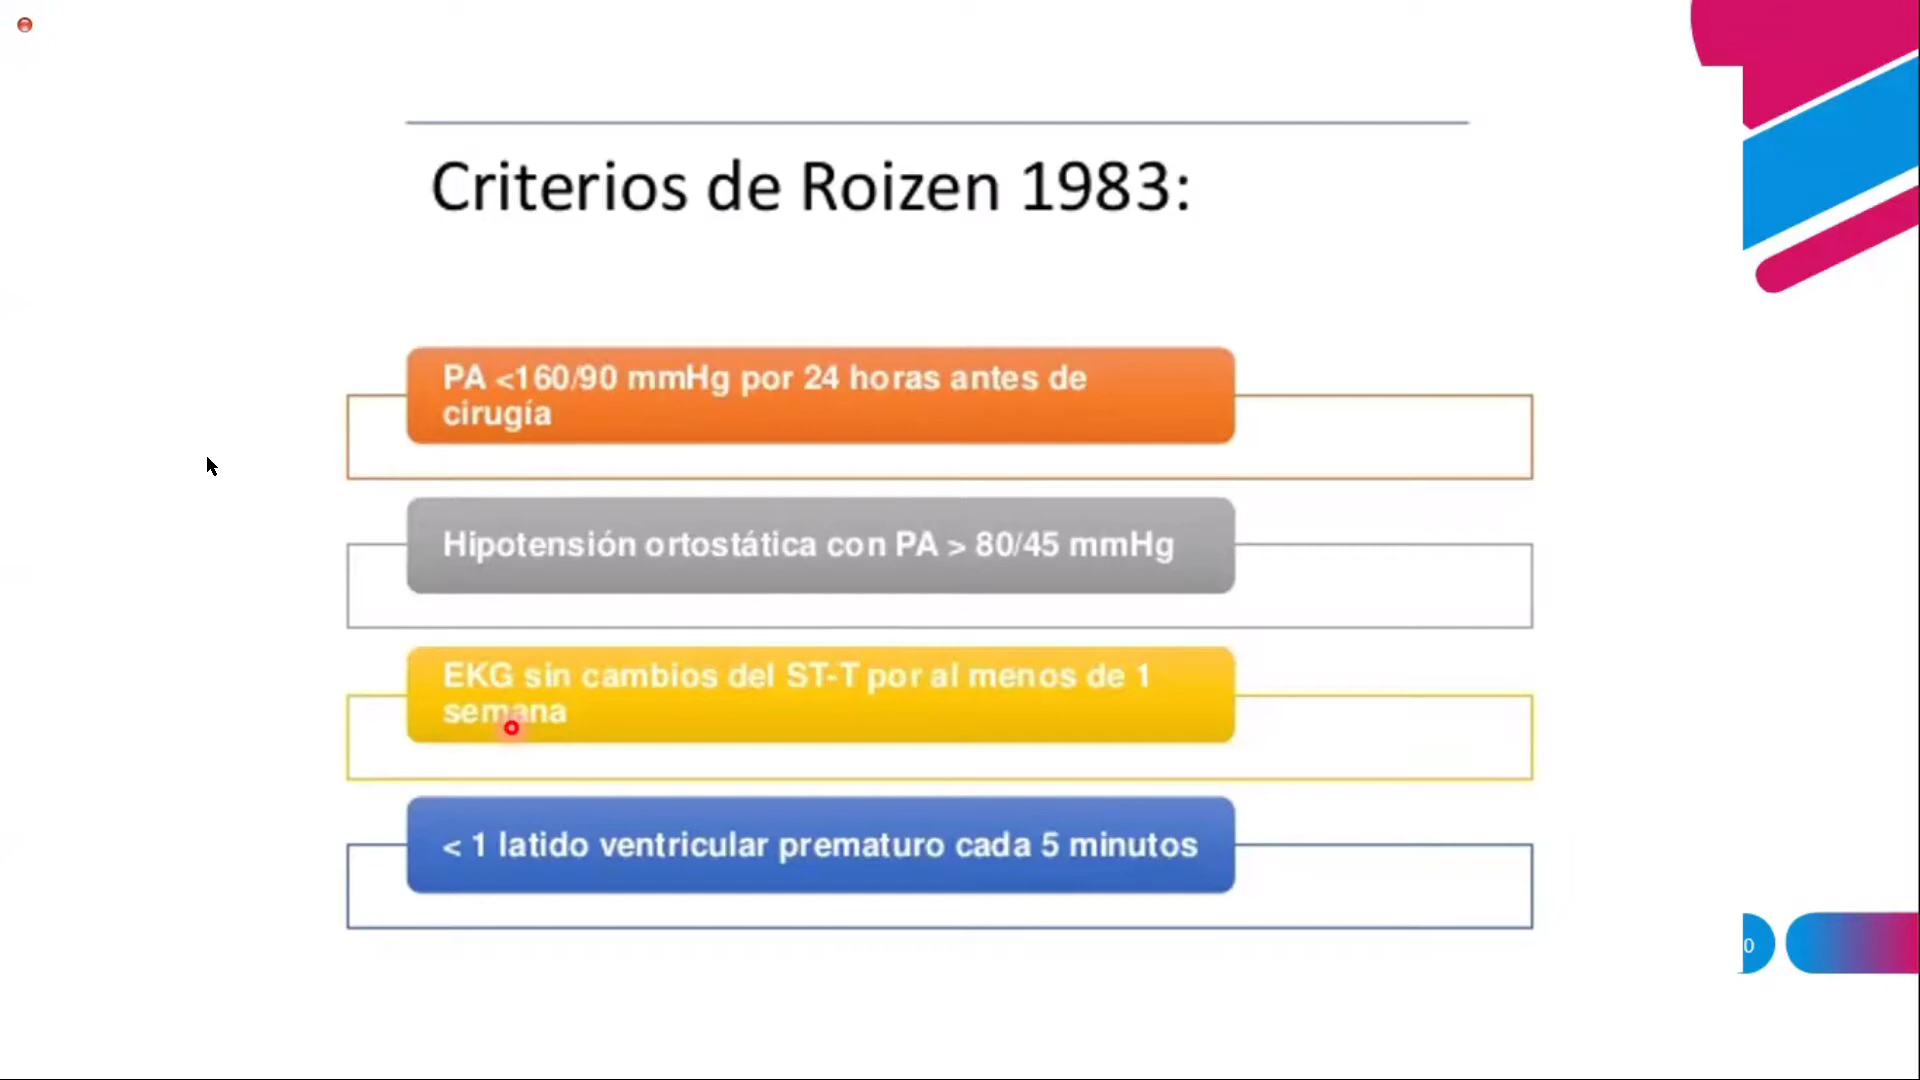 Criterios de Roizen 1983:
PA <160/90 mmHg por 24 horas antes de
cirugía
Hipotensión ortostática con PA > 80/45 mmHg
EKG sin cambios del ST-T por al menos de 1
semana
< 1 latido ventricular prematuro cada 5 minutos
0